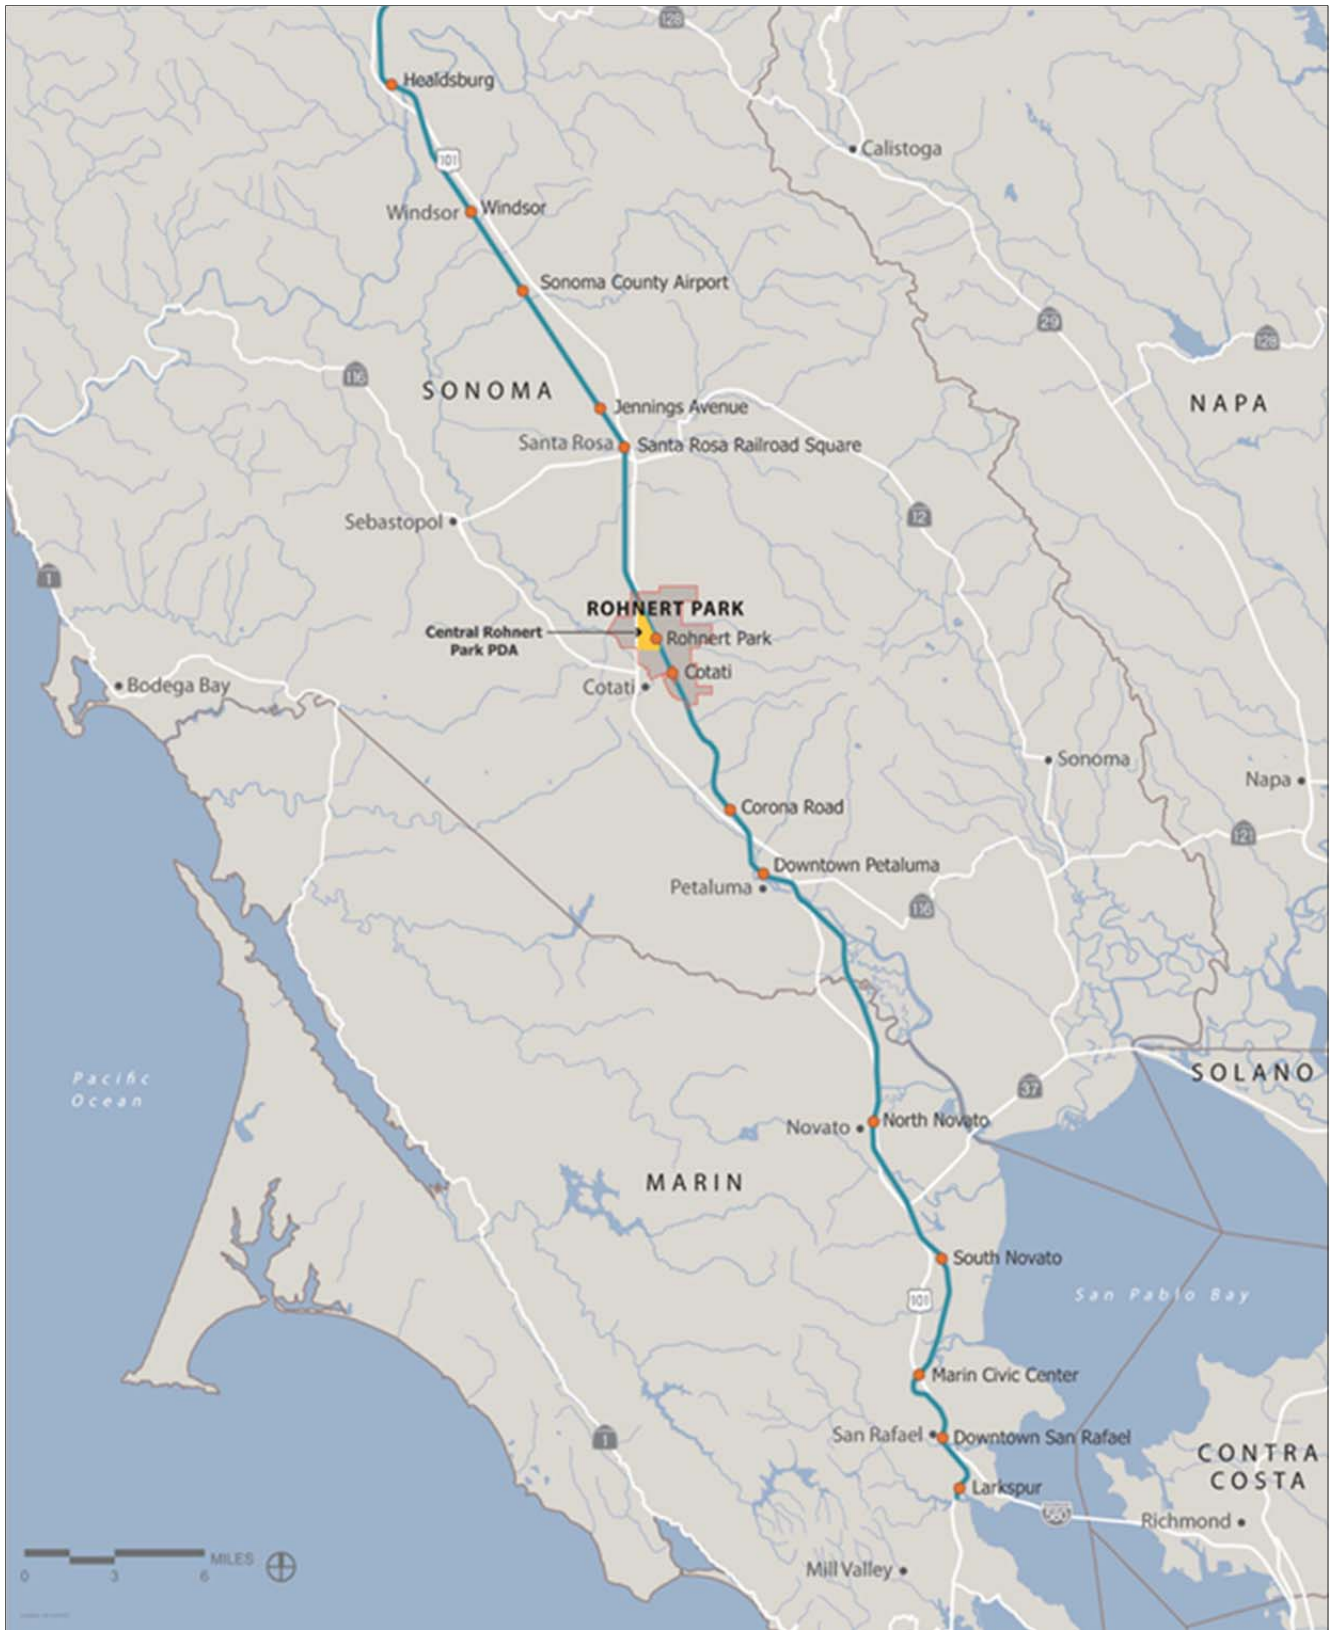 128
Healdsburg
101
Calistoga
Windsor
Windsor
Sonoma County Airport
29
128
116
SONOMA
NAPA
Jennings Avenue
Santa Rosa
Santa Rosa Railroad Square
12
Sebastopol
1
ROHNERT PARK
Central Rohnert
Park PDA
Rohnert Park
Cotati
Cotati
Bodega Bay
Sonoma
Napa
Corona Road
121
Downtown Petaluma
Petaluma
116
Pacific
Ocean
SOLANO
37
Novato
North Novato
MARIN
South Novato
101
San Pablo Bay
Marin Civic Center
San Rafael
Downtown San Rafael
1
CONTRA
COSTA
Larkspur
580
Richmond
MILES
0 3 6
Mill Valley